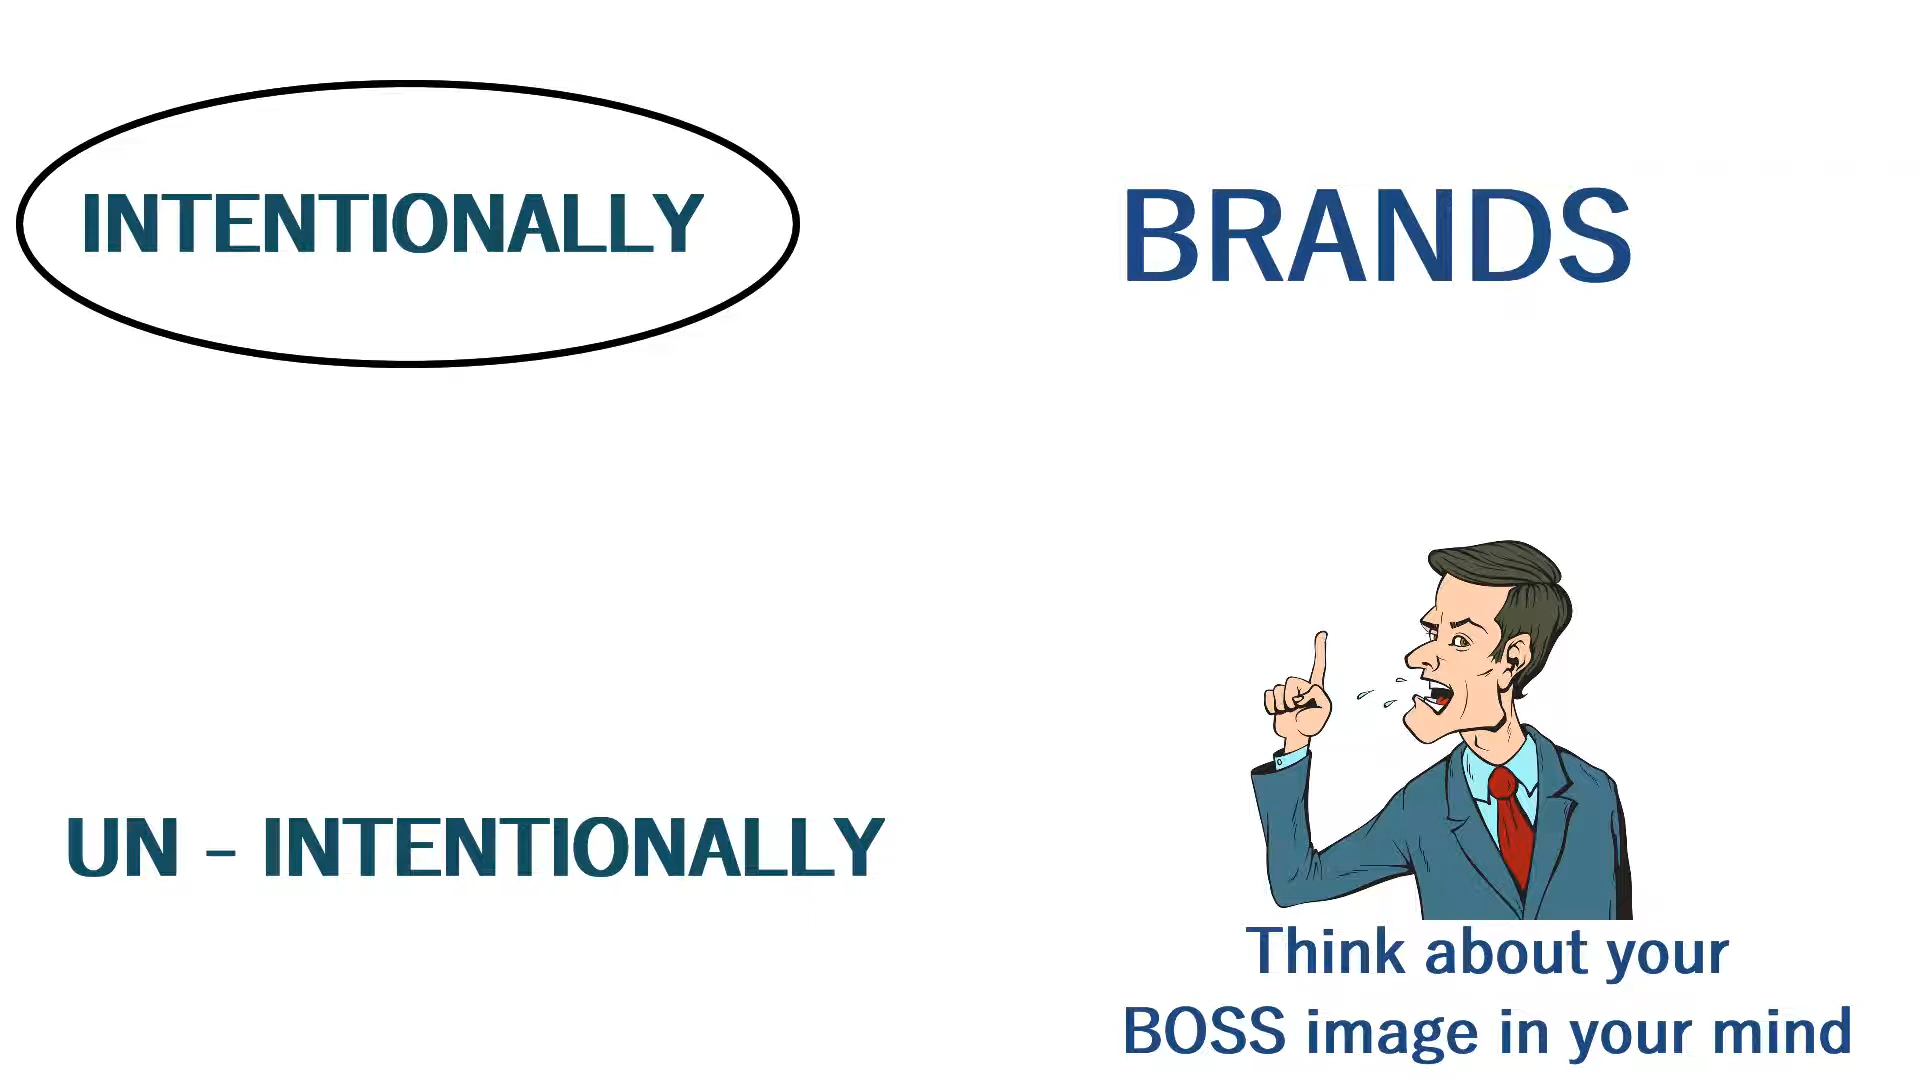 INTENTIONALLY
BRANDS
UN - INTENTIONALLY
Think about your
BOSS image in your mind